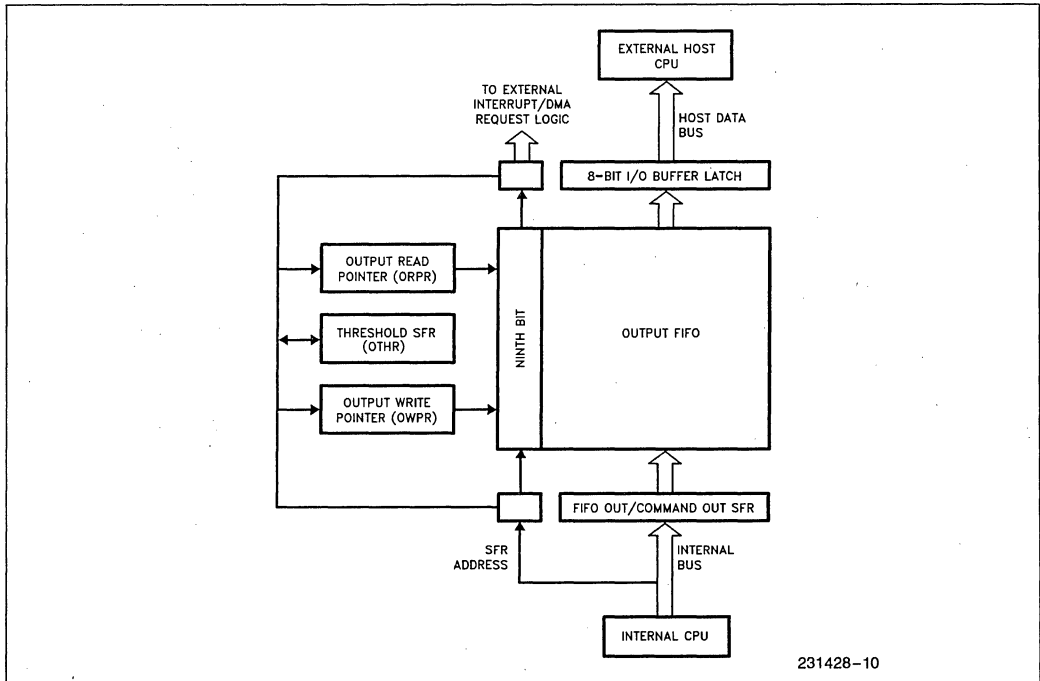 EXTERNAL HOST
CPU
TO EXTERNAL
INTERRUPT/DMA
REQUEST LOGIC
HOST DATA
BUS
8-BIT I/O BUFFER LATCH
OUTPUT READ
POINTER (ORPR)
THRESHOLD SFR
(OTHR)
OUTPUT WRITE
POINTER (OWPR)
NINTH BIT
OUTPUT FIFO
FIFO OUT/COMMAND OUT SFR
SFR
ADDRESS
INTERNAL
BUS
INTERNAL CPU
231428-10